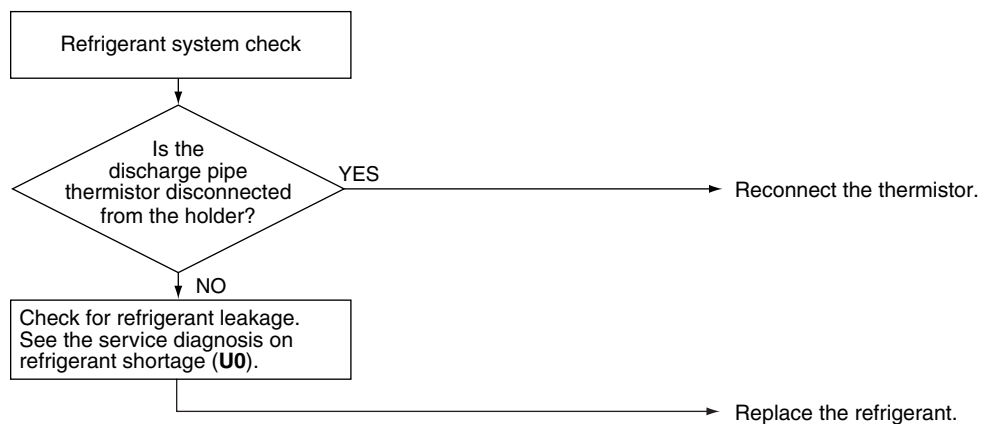 Refrigerant system check
Is the
discharge pipe
thermistor disconnected
from the holder?
YES
Reconnect the thermistor.
NO
Check for refrigerant leakage.
See the service diagnosis on
refrigerant shortage (U0).
Replace the refrigerant.